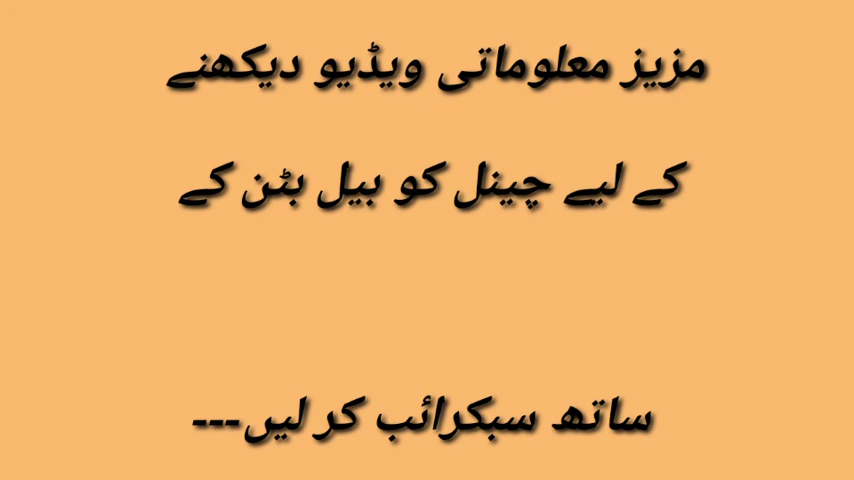 مزیز معلوماتی ویڈیو دیکھنے
کے لیے چینل کو بیل بٹن کے
ساتھ سبکرائب کر لیں---